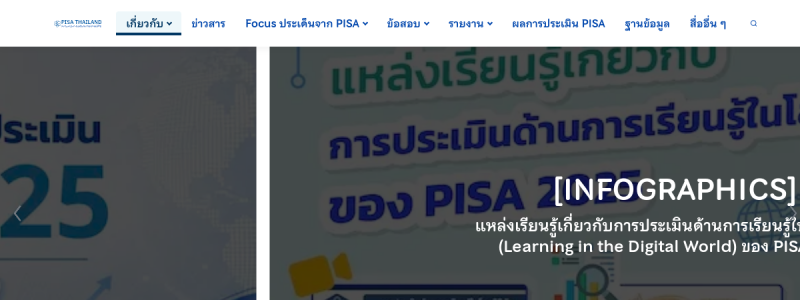 PISA THAILAND
เกี่ยวกับ
ข่าวสาร
Focus ประเด็นจาก PISA
ข้อสอบ
รายงาน
ผลการประเมิน PISA
ฐานข้อมูล
สื่ออื่น ๆ
ประเมิน
25
แหล่งเรียนรู้เกี่ยวกับ
การประเมินด้านการเรียนรู้ในโ
ของ PISA 2025
[INFOGRAPHICS]
แหล่งเรียนรู้เกี่ยวกับการประเมินด้านการเรียนรู้ใ
(Learning in the Digital World) ของ PISA